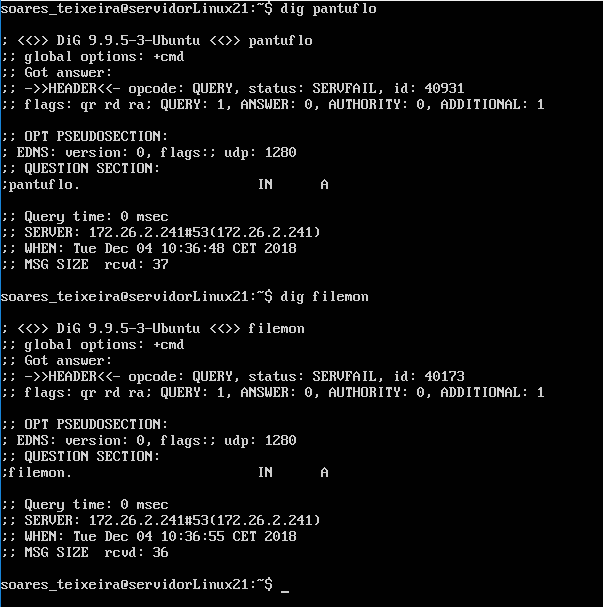 soares_teixeira@servidorLinux21:~$ dig pantuflo
; <<>> DiG 9.9.5-3-Ubuntu <<>> pantuflo
;; global options: +cmd
;; Got answer:
;; ->>HEADER<<- opcode: QUERY, status: SERVFAIL, id: 40931
;; flags: qr rd ra; QUERY: 1, ANSWER: 0, AUTHORITY: 0, ADDITIONAL: 1
;; OPT PSEUDOSECTION:
; EDNS: version: 0, flags:; udp: 1280
;; QUESTION SECTION:
;pantuflo. IN A
;; Query time: 0 msec
;; SERVER: 172.26.2.241#53(172.26.2.241)
;; WHEN: Tue Dec 04 10:36:48 CET 2018
;; MSG SIZE rcvd: 37
soares_teixeira@servidorLinux21:~$ dig filemon
; <<>> DiG 9.9.5-3-Ubuntu <<>> filemon
;; global options: +cmd
;; Got answer:
;; ->>HEADER<<- opcode: QUERY, status: SERVFAIL, id: 40173
;; flags: qr rd ra; QUERY: 1, ANSWER: 0, AUTHORITY: 0, ADDITIONAL: 1
;; OPT PSEUDOSECTION:
; EDNS: version: 0, flags:; udp: 1280
;; QUESTION SECTION:
;filemon. IN A
;; Query time: 0 msec
;; SERVER: 172.26.2.241#53(172.26.2.241)
;; WHEN: Tue Dec 04 10:36:55 CET 2018
;; MSG SIZE rcvd: 36
soares_teixeira@servidorLinux21:~$ _